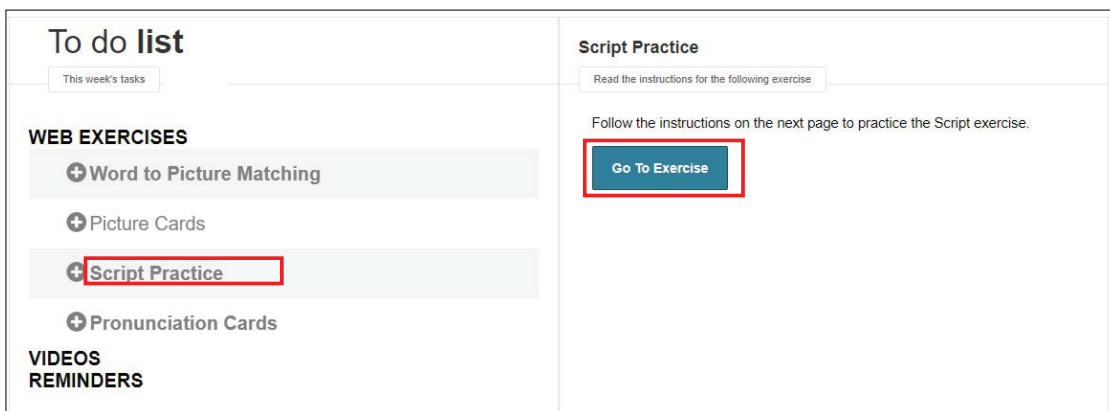 To do list
This week's tasks
WEB EXERCISES
Word to Picture Matching
Picture Cards
Script Practice
Pronunciation Cards
VIDEOS
REMINDERS
Script Practice
Read the instructions for the following exercise
Follow the instructions on the next page to practice the Script exercise.
Go To Exercise